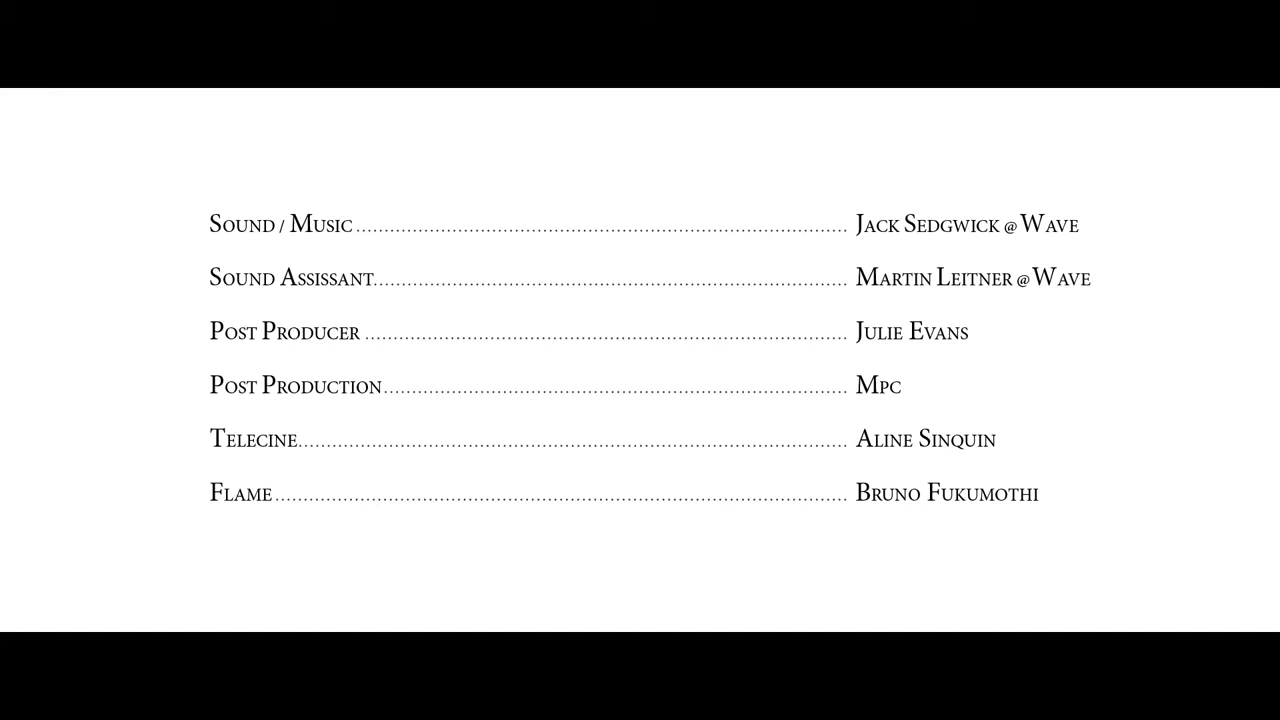 Sound / Music ........ Jack Sedgwick @ Wave
Sound Assissant........ Martin Leitner @ Wave
Post Producer ........ Julie Evans
Post Production........ Mpc
Telecine........ Aline Sinquin
Flame........ Bruno Fukumothi